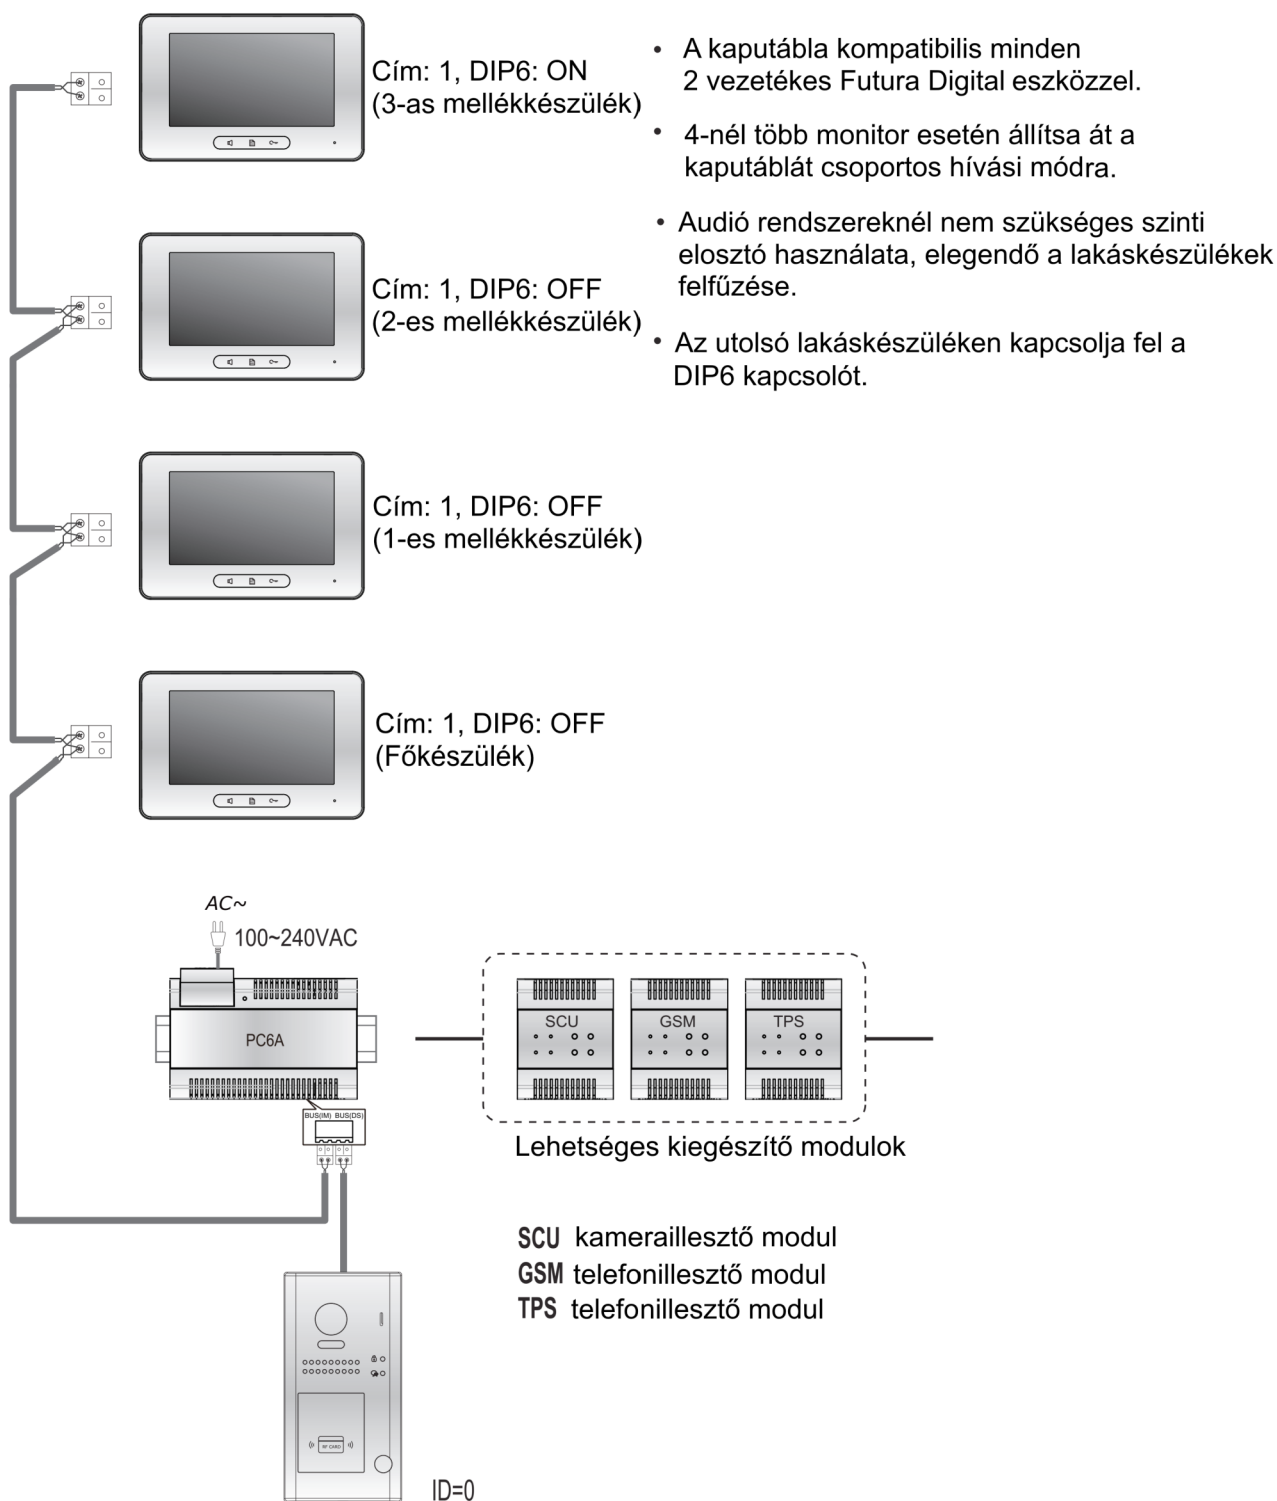 Cím: 1, DIP6: ON
(3-as mellékkészülék)
• A kaputábla kompatibilis minden
2 vezetékes Futura Digital eszközzel.
• 4-nél több monitor esetén állítsa át a
kaputáblát csoportos hívási módra.
• Audió rendszereknél nem szükséges szinti
elosztó használata, elegendő a lakáskészülékek
felfűzése.
• Az utolsó lakáskészüléken kapcsolja fel a
DIP6 kapcsolót.
Cím: 1, DIP6: OFF
(2-es mellékkészülék)
Cím: 1, DIP6: OFF
(1-es mellékkészülék)
Cím: 1, DIP6: OFF
(Főkészülék)
AC~
100~240VAC
PC6A
BUS(IM) BUS(DS)
SCU
GSM
TPS
Lehetséges kiegészítő modulok
SCU kameraillesztő modul
GSM telefonillesztő modul
TPS telefonillesztő modul
RF CARD
ID=0